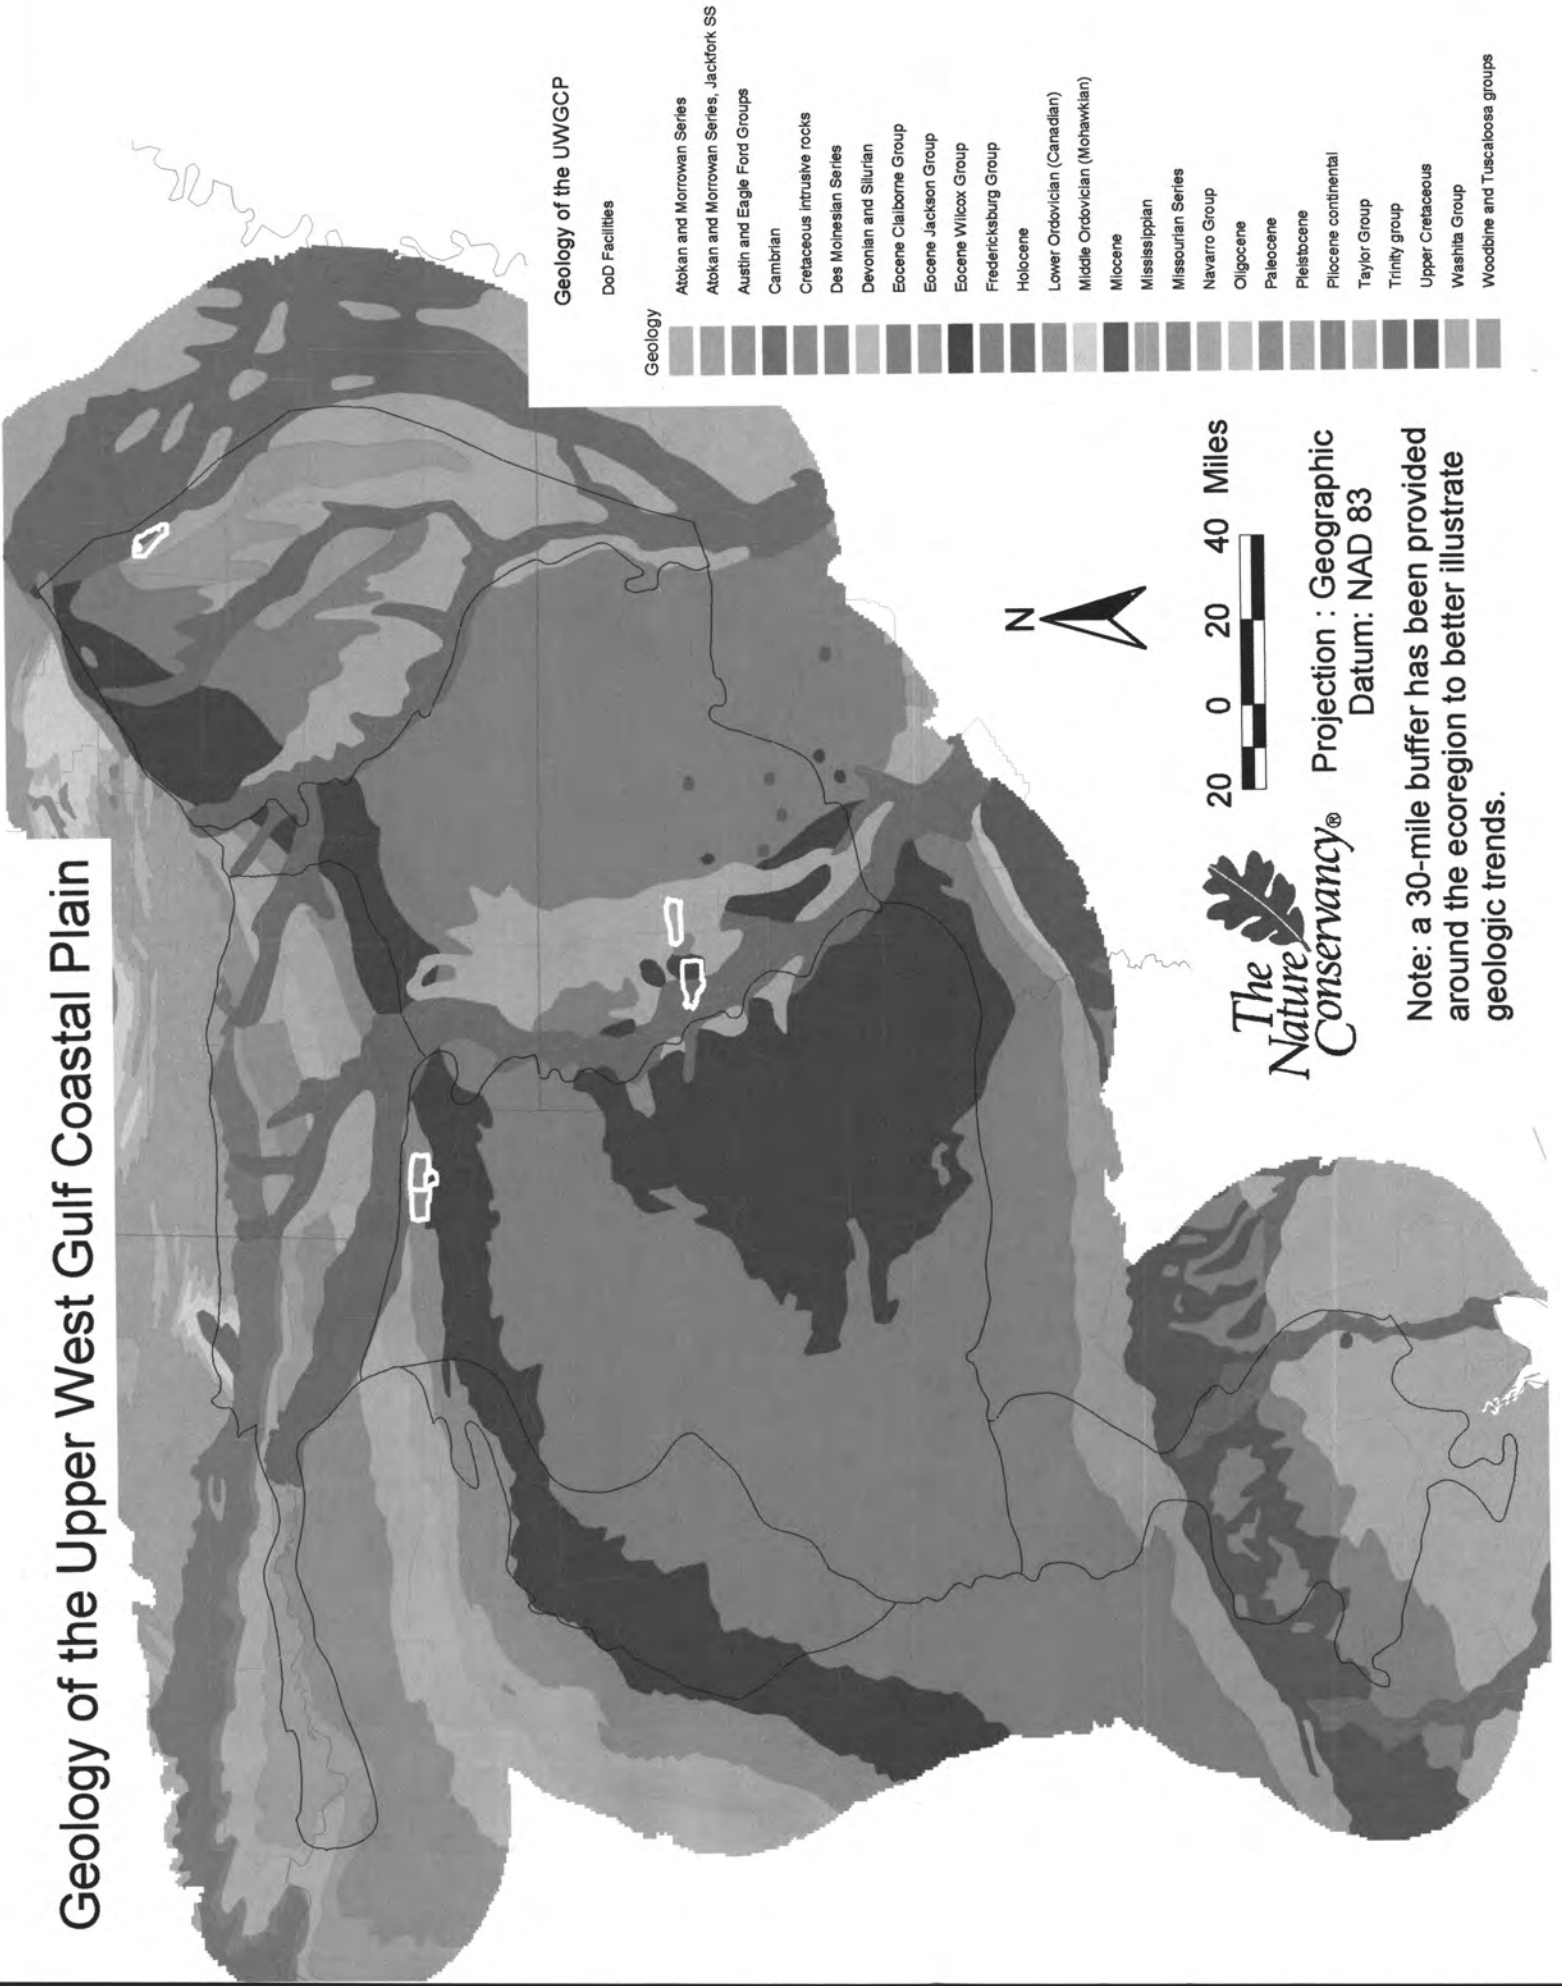 Geology of the Upper West Gulf Coastal Plain
Geology of the UWGCP
DoD Facilities
Geology
Atokan and Morrowan Series
Atokan and Morrowan Series, Jackfork SS
Austin and Eagle Ford Groups
Cambrian
Cretaceous intrusive rocks
Des Moinesian Series
Devonian and Silurian
Eocene Claiborne Group
Eocene Jackson Group
Eocene Wilcox Group
Fredericksburg Group
Holocene
Lower Ordovician (Canadian)
Middle Ordovician (Mohawkian)
Miocene
Mississippian
Missourian Series
Navarro Group
Oligocene
Paleocene
Pleistocene
Pliocene continental
Taylor Group
Trinity group
Upper Cretaceous
Washita Group
Woodbine and Tuscaloosa groups
N
20 0 20 40 Miles
The
Nature
Conservancy®
Projection : Geographic
Datum: NAD 83
Note: a 30-mile buffer has been provided
around the ecoregion to better illustrate
geologic trends.